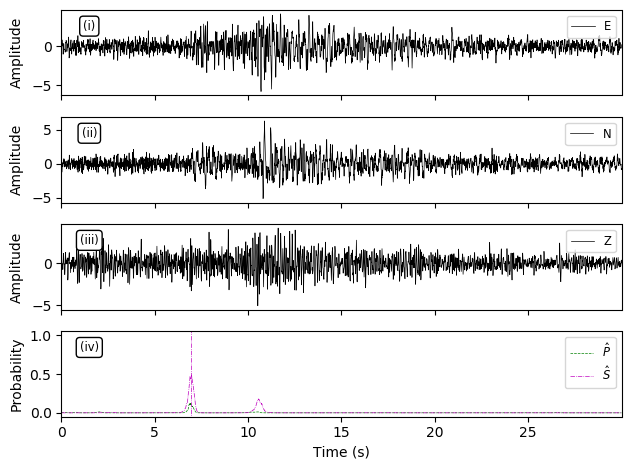 (i)
E
Amplitude
0
−5
(ii)
N
Amplitude
5
0
−5
(iii)
Z
Amplitude
0
−5
(iv)
P̂
Ŝ
Probability
1.0
0.5
0.0
0 5 10 15 20 25
Time (s)